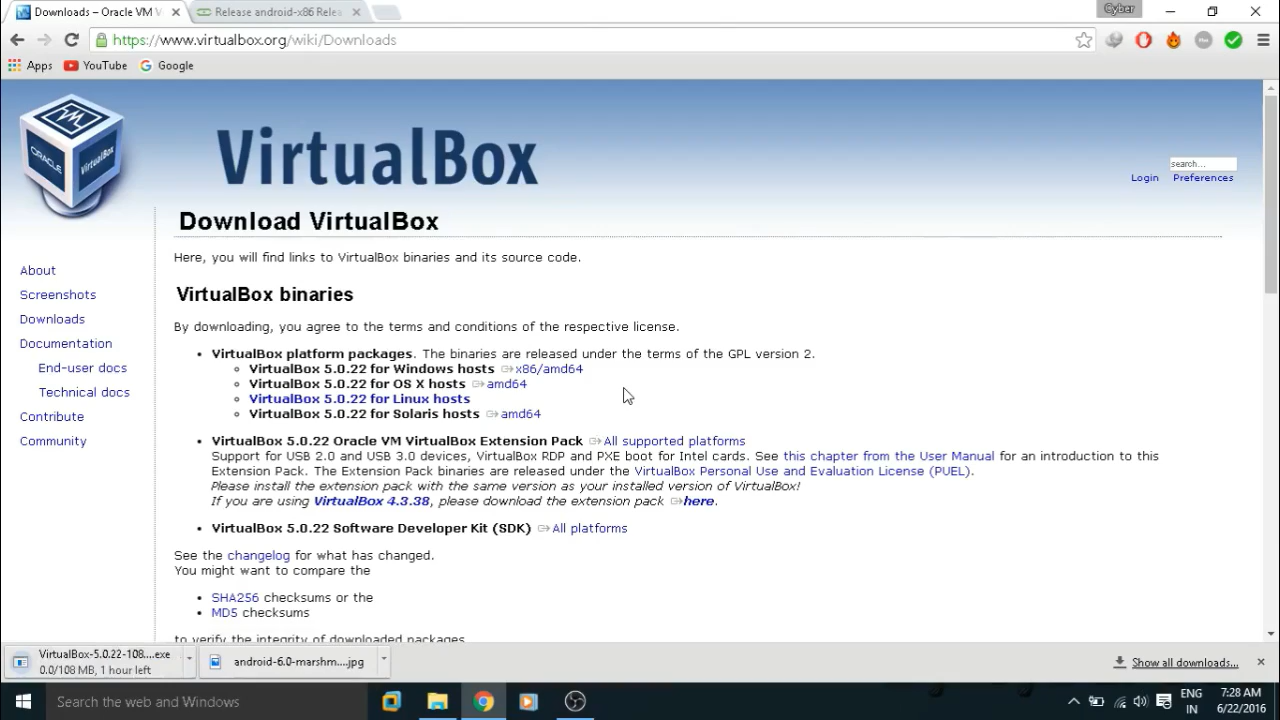 Downloads – Oracle VM V
Release android-x86 Relea
Cyber
https://www.virtualbox.org/wiki/Downloads
Apps
YouTube
Google
ORACLE
VirtualBox
VirtualBox
search...
Login
Preferences
Download VirtualBox
Here, you will find links to VirtualBox binaries and its source code.
About
Screenshots
Downloads
Documentation
End-user docs
Technical docs
Contribute
Community
VirtualBox binaries
By downloading, you agree to the terms and conditions of the respective license.
• VirtualBox platform packages. The binaries are released under the terms of the GPL version 2.
VirtualBox 5.0.22 for Windows hosts x86/amd64
VirtualBox 5.0.22 for OS X hosts amd64
VirtualBox 5.0.22 for Linux hosts
VirtualBox 5.0.22 for Solaris hosts amd64
• VirtualBox 5.0.22 Oracle VM VirtualBox Extension Pack All supported platforms
Support for USB 2.0 and USB 3.0 devices, VirtualBox RDP and PXE boot for Intel cards. See this chapter from the User Manual for an introduction to this
Extension Pack. The Extension Pack binaries are released under the VirtualBox Personal Use and Evaluation License (PUEL).
Please install the extension pack with the same version as your installed version of VirtualBox!
If you are using VirtualBox 4.3.38, please download the extension pack here.
• VirtualBox 5.0.22 Software Developer Kit (SDK) All platforms
See the changelog for what has changed.
You might want to compare the
• SHA256 checksums or the
• MD5 checksums
to verify the integrity of downloaded packages.
VirtualBox-5.0.22-108....exe
0.0/108 MB, 1 hour left
android-6.0-marshm....jpg
Show all downloads...
Search the web and Windows
ENG
IN
7:28 AM
6/22/2016